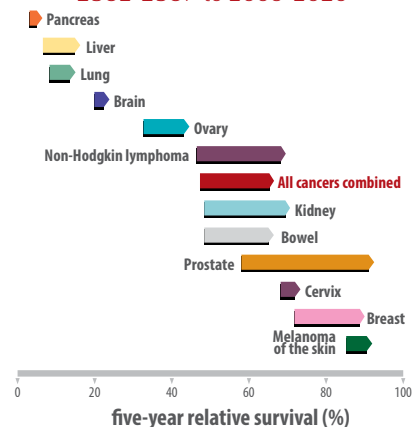 Pancreas
Liver
Lung
Brain
Ovary
Non-Hodgkin lymphoma
All cancers combined
Kidney
Bowel
Prostate
Cervix
Breast
Melanoma
of the skin
0 20 40 60 80 100
five-year relative survival (%)